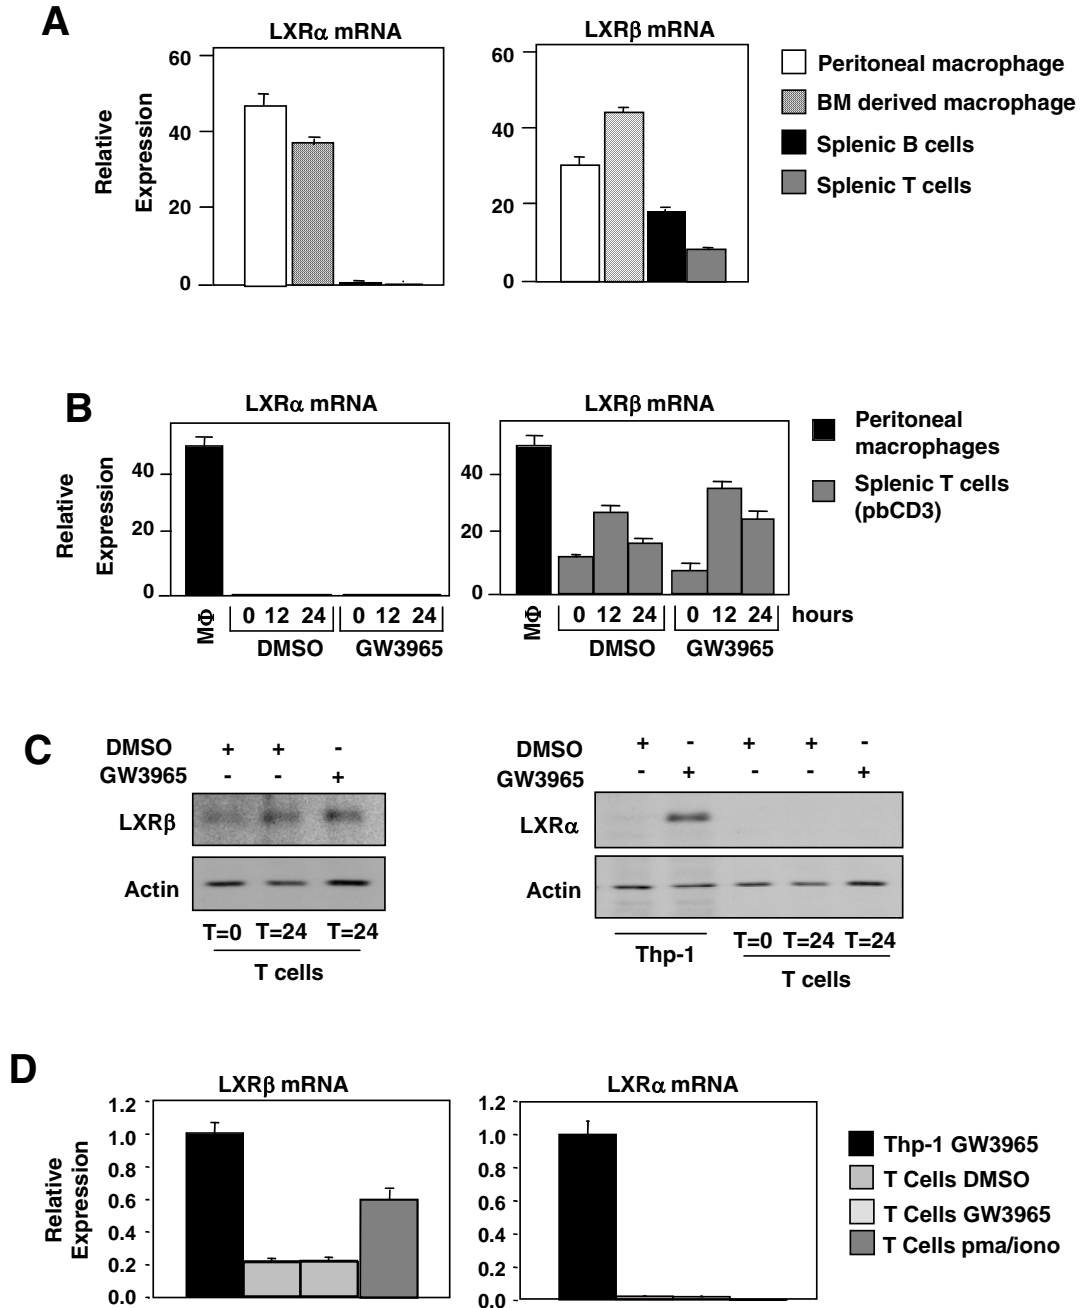 A
LXRα mRNA
LXRβ mRNA
Relative
Expression
60
40
20
0
60
40
20
0
Peritoneal macrophage
BM derived macrophage
Splenic B cells
Splenic T cells
B
LXRα mRNA
LXRβ mRNA
Relative
Expression
40
20
0
40
20
0
Peritoneal
macrophages
Splenic T cells
(pbCD3)
MΦ 0 12 24 0 12 24
DMSO GW3965
MΦ 0 12 24 0 12 24 hours
DMSO GW3965
C
DMSO + + -
GW3965 - - +
LXRβ
Actin
T=0 T=24 T=24
T cells
DMSO + - + + -
GW3965 - + - - +
LXRα
Actin
Thp-1
T=0 T=24 T=24
T cells
D
LXRβ mRNA
LXRα mRNA
Relative
Expression
1.2
1.0
0.8
0.6
0.4
0.2
0.0
1.2
1.0
0.8
0.6
0.4
0.2
0.0
Thp-1 GW3965
T Cells DMSO
T Cells GW3965
T Cells pma/iono